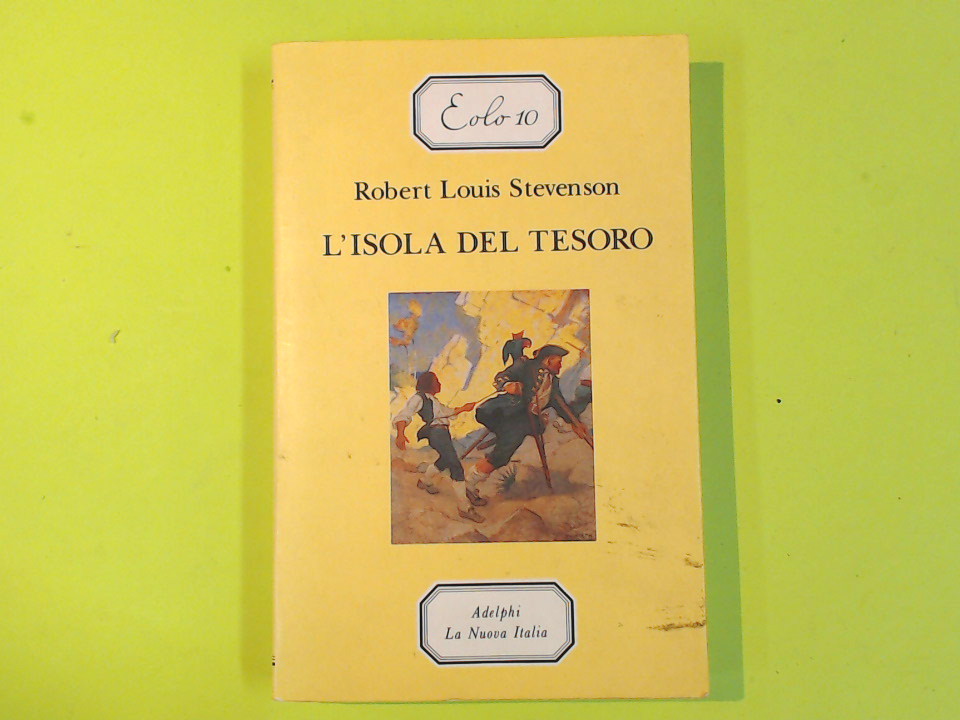 Eolo 10
Robert Louis Stevenson
L'ISOLA DEL TESORO
Adelphi
La Nuova Italia